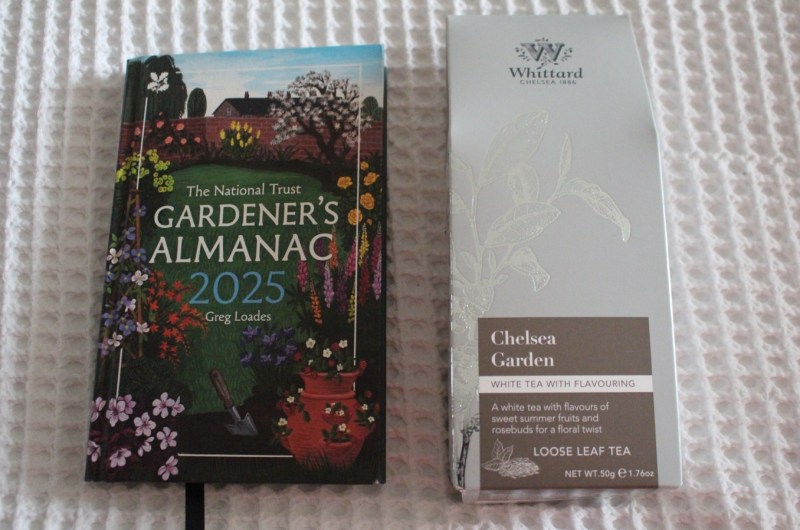 The National Trust
GARDENER'S
ALMANAC
2025
Greg Loades
W
Whittard
CHELSEA 1886
Chelsea
Garden
WHITE TEA WITH FLAVOURING
A white tea with flavours of
sweet summer fruits and
rosebuds for a floral twist
LOOSE LEAF TEA
NET WT.50g ℮ 1.76oz